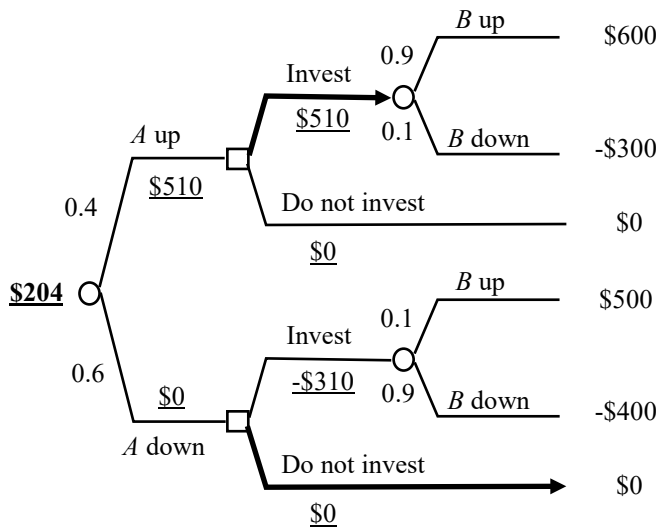 B up
$600
0.9
Invest
$510
0.1
B down
-$300
A up
$510
Do not invest
$0
$0
0.4
$204
B up
$500
0.1
Invest
-$310
0.9
B down
-$400
0.6
$0
A down
Do not invest
$0
$0